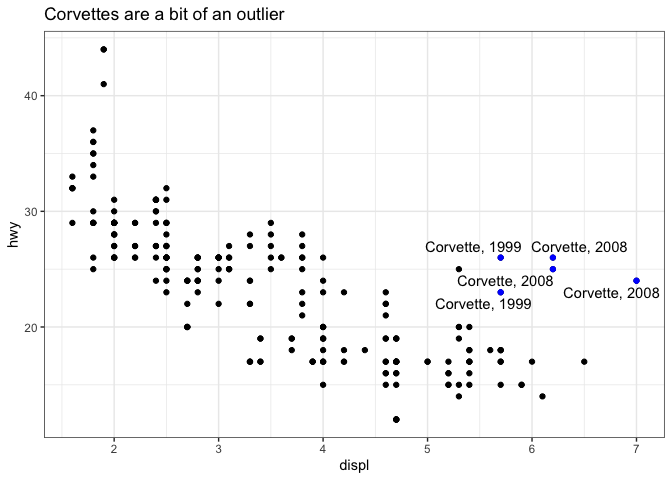 Corvettes are a bit of an outlier
40
30
20
hwy
Corvette, 1999
Corvette, 2008
Corvette, 2008
Corvette, 2008
Corvette, 1999
2
3
4
5
6
7
displ